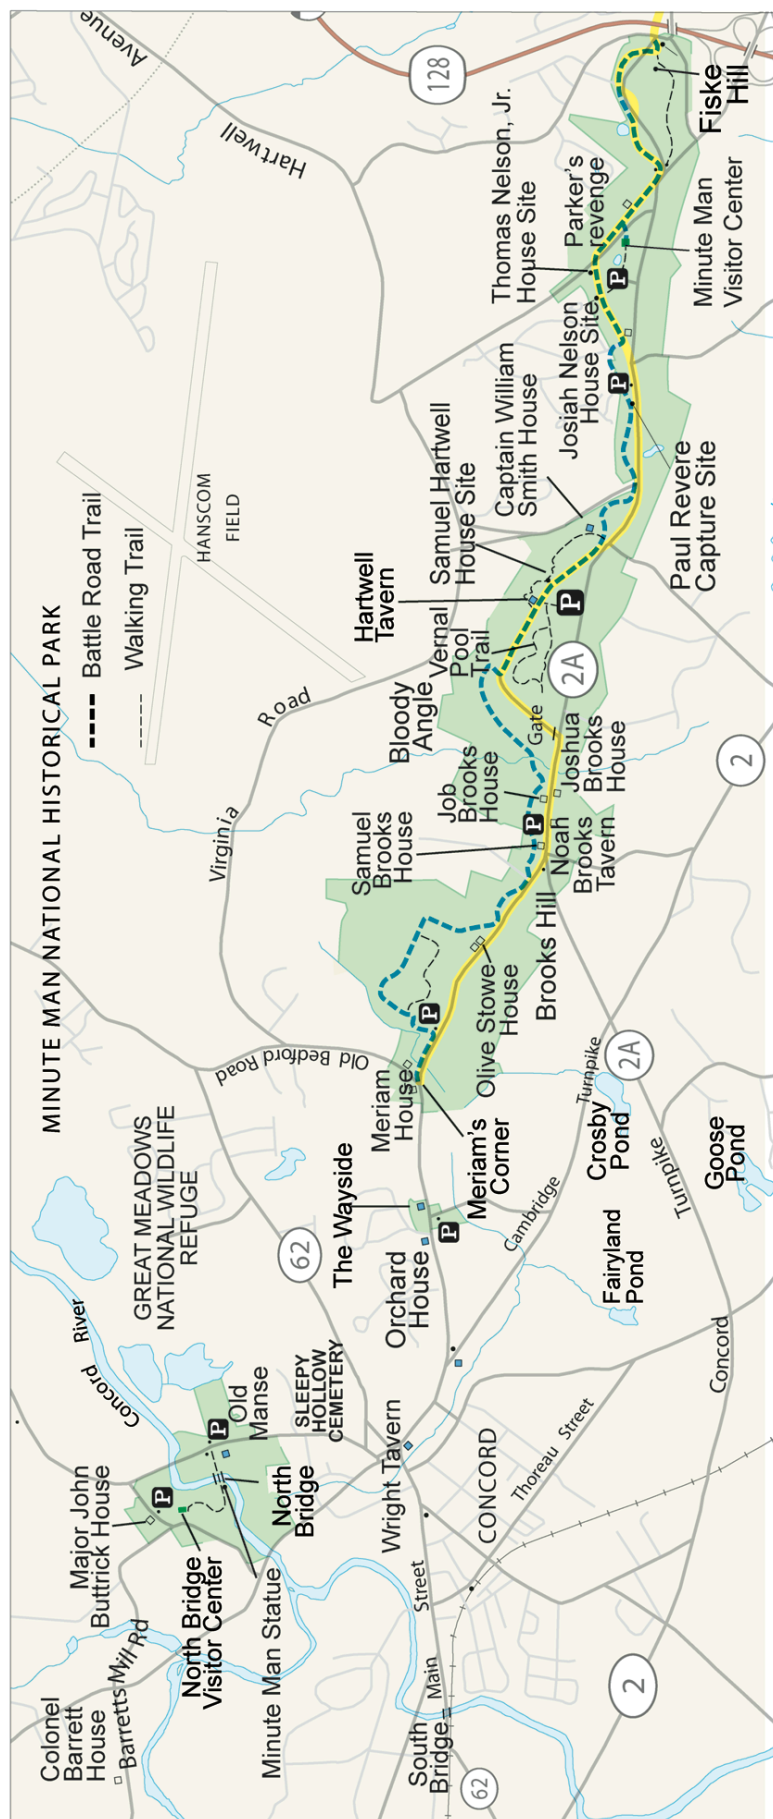 MINUTE MAN NATIONAL HISTORICAL PARK
Battle Road Trail
Walking Trail
HANSCOM
FIELD
Colonel
Barrett
House
Barretts Mill Rd
Major John
Buttrick House
North Bridge
Visitor Center
Minute Man Statue
North
Bridge
Old
Manse
P
P
Concord
River
GREAT MEADOWS
NATIONAL WILDLIFE
REFUGE
SLEEPY
HOLLOW
CEMETERY
62
62
South
Bridge
Main
Street
Wright Tavern
CONCORD
Thoreau Street
2
Orchard
House
The Wayside
P
Cambridge
Turnpike
Concord
Turnpike
Fairyland
Pond
Crosby
Pond
Goose
Pond
2A
Old Bedford Road
Meriam
House
Meriam's
Corner
P
Olive Stowe
House
Brooks Hill
Samuel
Brooks
House
P
Noah
Brooks
Tavern
Job
Brooks
House
Joshua
Brooks
House
Gate
2
2A
Virginia
Road
Bloody
Angle
Vernal
Pool
Trail
Hartwell
Tavern
P
Samuel Hartwell
House Site
Captain William
Smith House
Paul Revere
Capture Site
P
Josiah Nelson
House Site
P
Thomas Nelson, Jr.
House Site
Parker's
revenge
Minute Man
Visitor Center
Fiske
Hill
128
Hartwell
Avenue